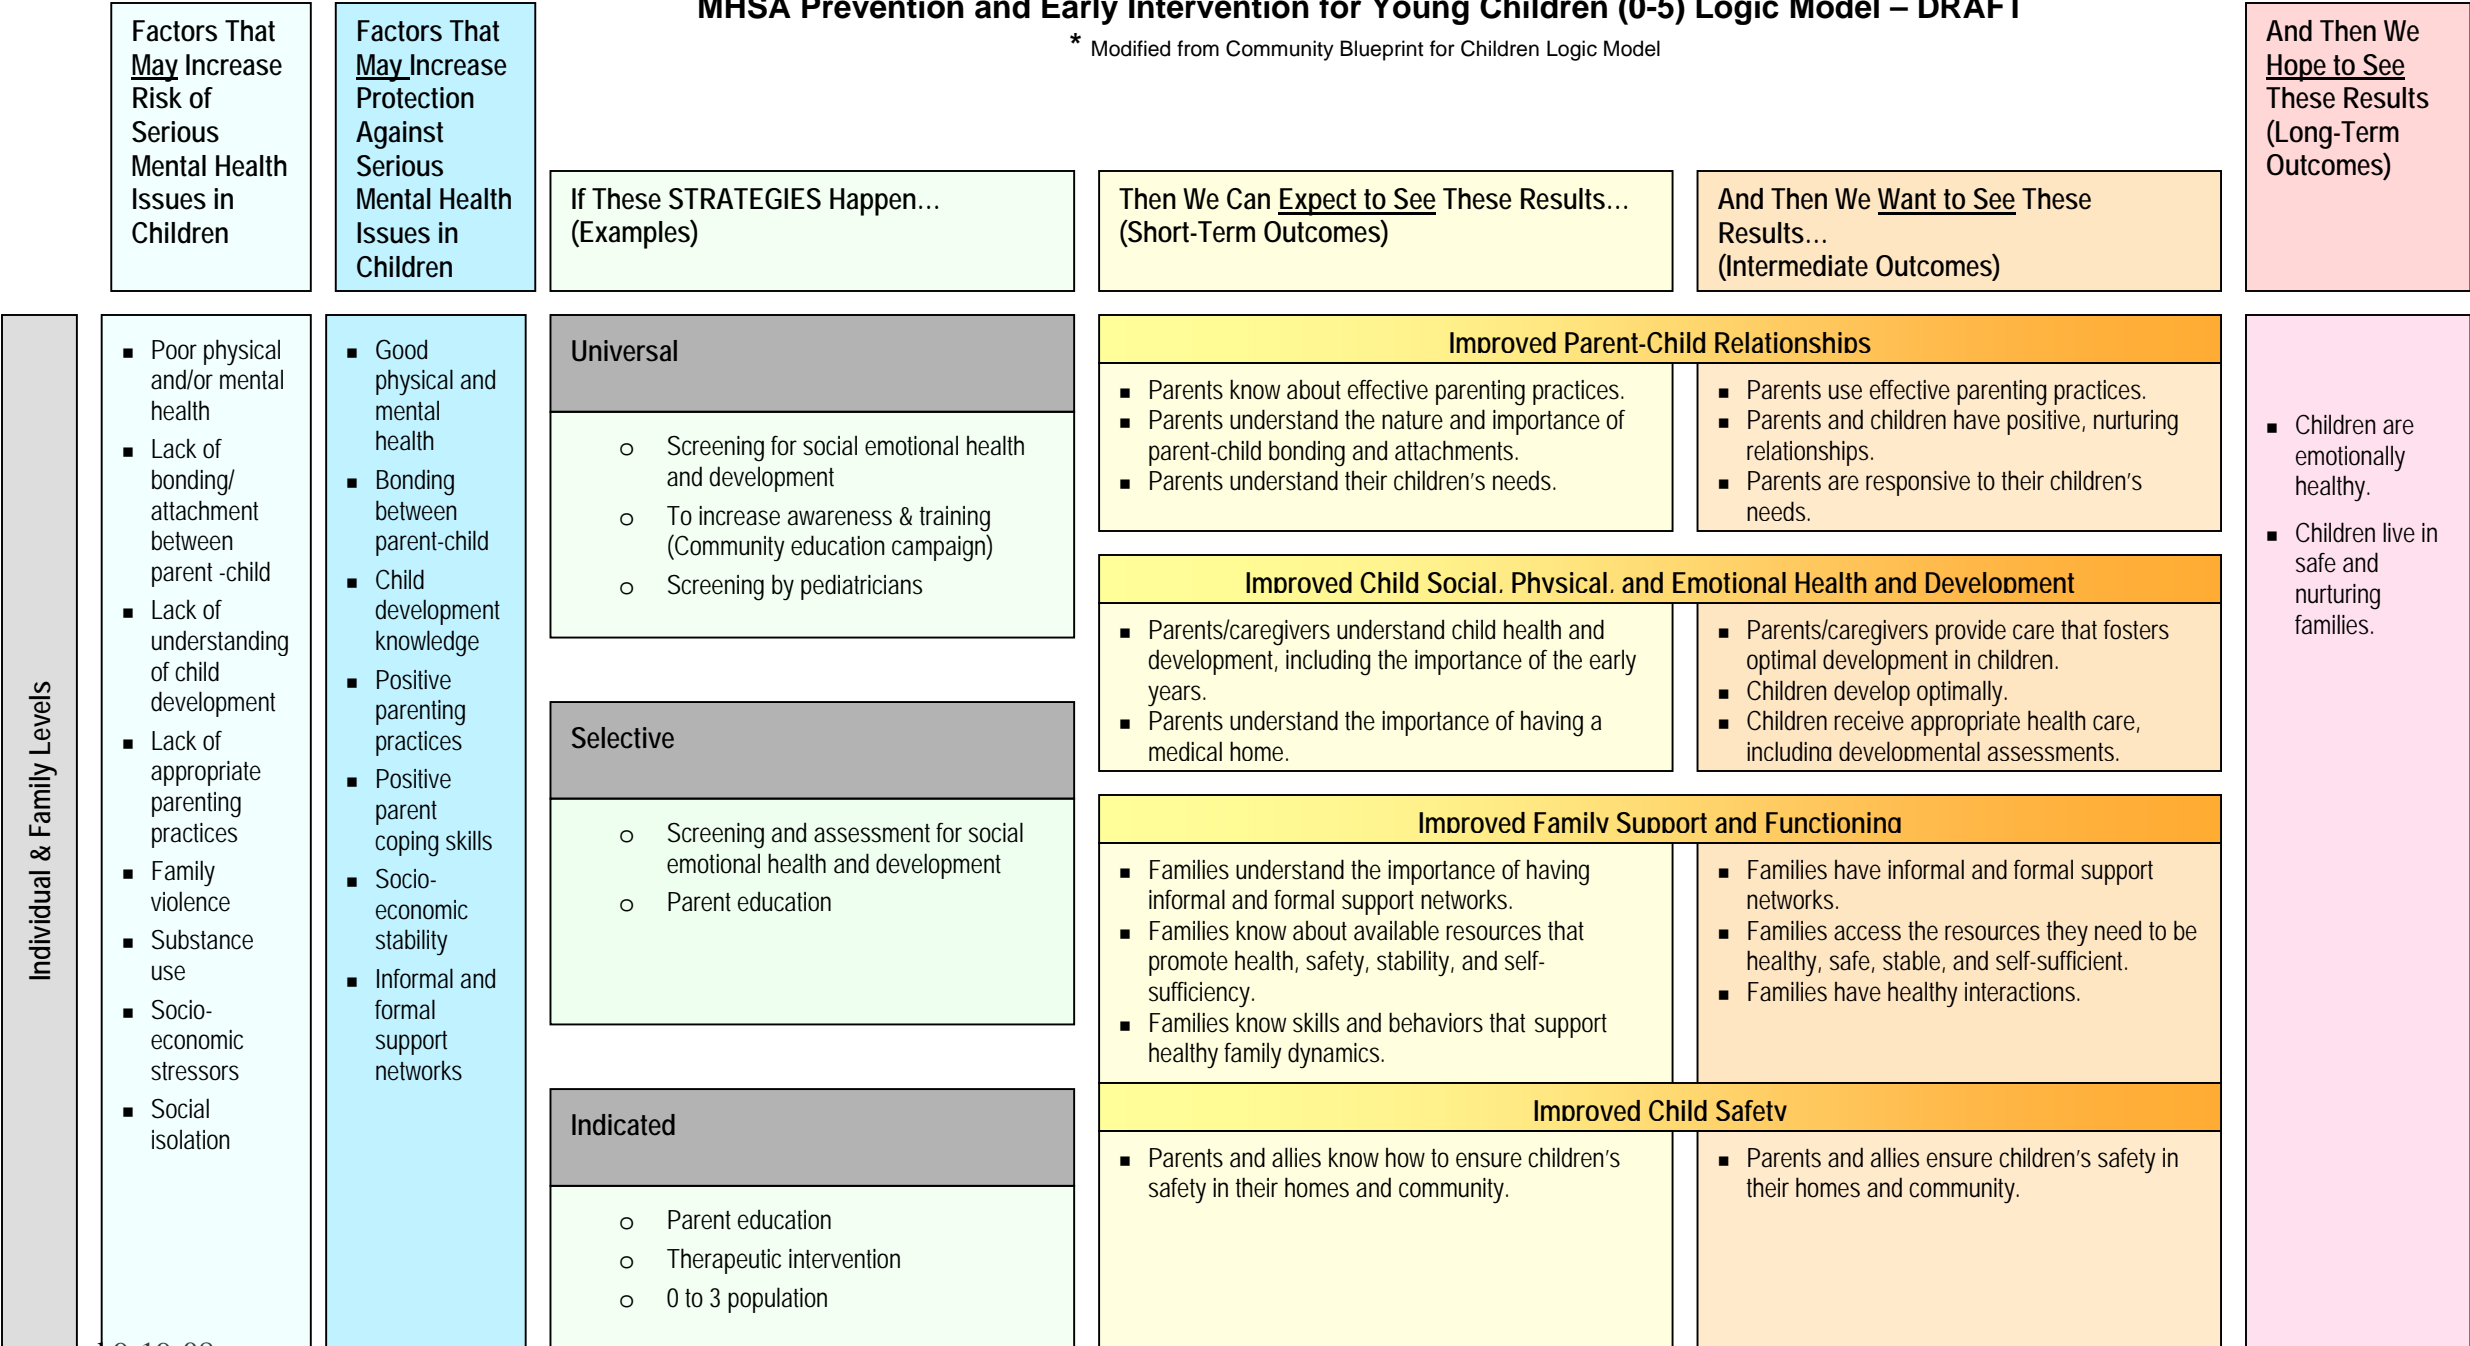 MHSA Prevention and Early Intervention for Young Children (0-5) Logic Model – DRAFT
* Modified from Community Blueprint for Children Logic Model
Factors That
May Increase
Risk of
Serious
Mental Health
Issues in
Children
Factors That
May Increase
Protection
Against
Serious
Mental Health
Issues in
Children
If These STRATEGIES Happen…
(Examples)
Then We Can Expect to See These Results…
(Short-Term Outcomes)
And Then We Want to See These
Results…
(Intermediate Outcomes)
And Then We
Hope to See
These Results
(Long-Term
Outcomes)
Individual & Family Levels
■ Poor physical
and/or mental
health
■ Lack of
bonding/
attachment
between
parent -child
■ Lack of
understanding
of child
development
■ Lack of
appropriate
parenting
practices
■ Family
violence
■ Substance
use
■ Socio-
economic
stressors
■ Social
isolation
■ Good
physical and
mental
health
■ Bonding
between
parent-child
■ Child
development
knowledge
■ Positive
parenting
practices
■ Positive
parent
coping skills
■ Socio-
economic
stability
■ Informal and
formal
support
networks
Universal
o Screening for social emotional health
and development
o To increase awareness & training
(Community education campaign)
o Screening by pediatricians
Selective
o Screening and assessment for social
emotional health and development
o Parent education
Indicated
o Parent education
o Therapeutic intervention
o 0 to 3 population
Improved Parent-Child Relationships
■ Parents know about effective parenting practices.
■ Parents understand the nature and importance of
parent-child bonding and attachments.
■ Parents understand their children’s needs.
■ Parents use effective parenting practices.
■ Parents and children have positive, nurturing
relationships.
■ Parents are responsive to their children’s
needs.
Improved Child Social, Physical, and Emotional Health and Development
■ Parents/caregivers understand child health and
development, including the importance of the early
years.
■ Parents understand the importance of having a
medical home.
■ Parents/caregivers provide care that fosters
optimal development in children.
■ Children develop optimally.
■ Children receive appropriate health care,
including developmental assessments.
Improved Family Support and Functioning
■ Families understand the importance of having
informal and formal support networks.
■ Families know about available resources that
promote health, safety, stability, and self-
sufficiency.
■ Families know skills and behaviors that support
healthy family dynamics.
■ Families have informal and formal support
networks.
■ Families access the resources they need to be
healthy, safe, stable, and self-sufficient.
■ Families have healthy interactions.
Improved Child Safety
■ Parents and allies know how to ensure children’s
safety in their homes and community.
■ Parents and allies ensure children’s safety in
their homes and community.
■ Children are
emotionally
healthy.
■ Children live in
safe and
nurturing
families.